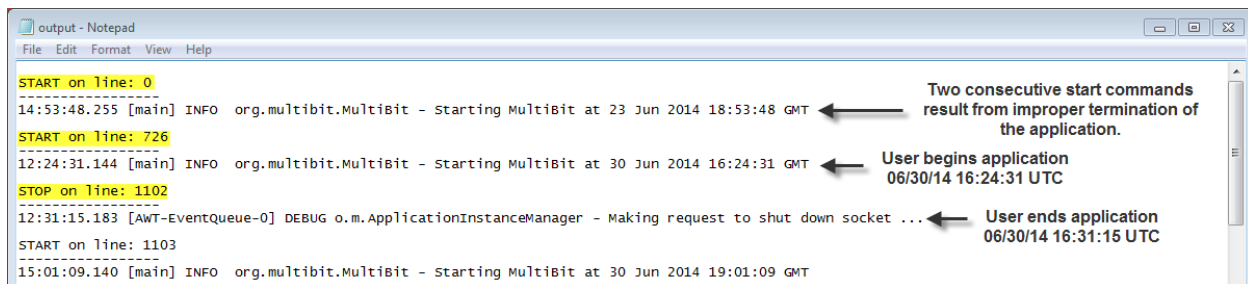 output - Notepad
File Edit Format View Help
START on line: 0
-----------------
14:53:48.255 [main] INFO  org.multibit.MultiBit - Starting MultiBit at 23 Jun 2014 18:53:48 GMT
Two consecutive start commands
result from improper termination of
the application.
START on line: 726
-----------------
12:24:31.144 [main] INFO  org.multibit.MultiBit - Starting MultiBit at 30 Jun 2014 16:24:31 GMT
User begins application
06/30/14 16:24:31 UTC
STOP on line: 1102
-----------------
12:31:15.183 [AWT-EventQueue-0] DEBUG o.m.ApplicationInstanceManager - Making request to shut down socket ...
User ends application
06/30/14 16:31:15 UTC
START on line: 1103
-----------------
15:01:09.140 [main] INFO  org.multibit.MultiBit - Starting MultiBit at 30 Jun 2014 19:01:09 GMT